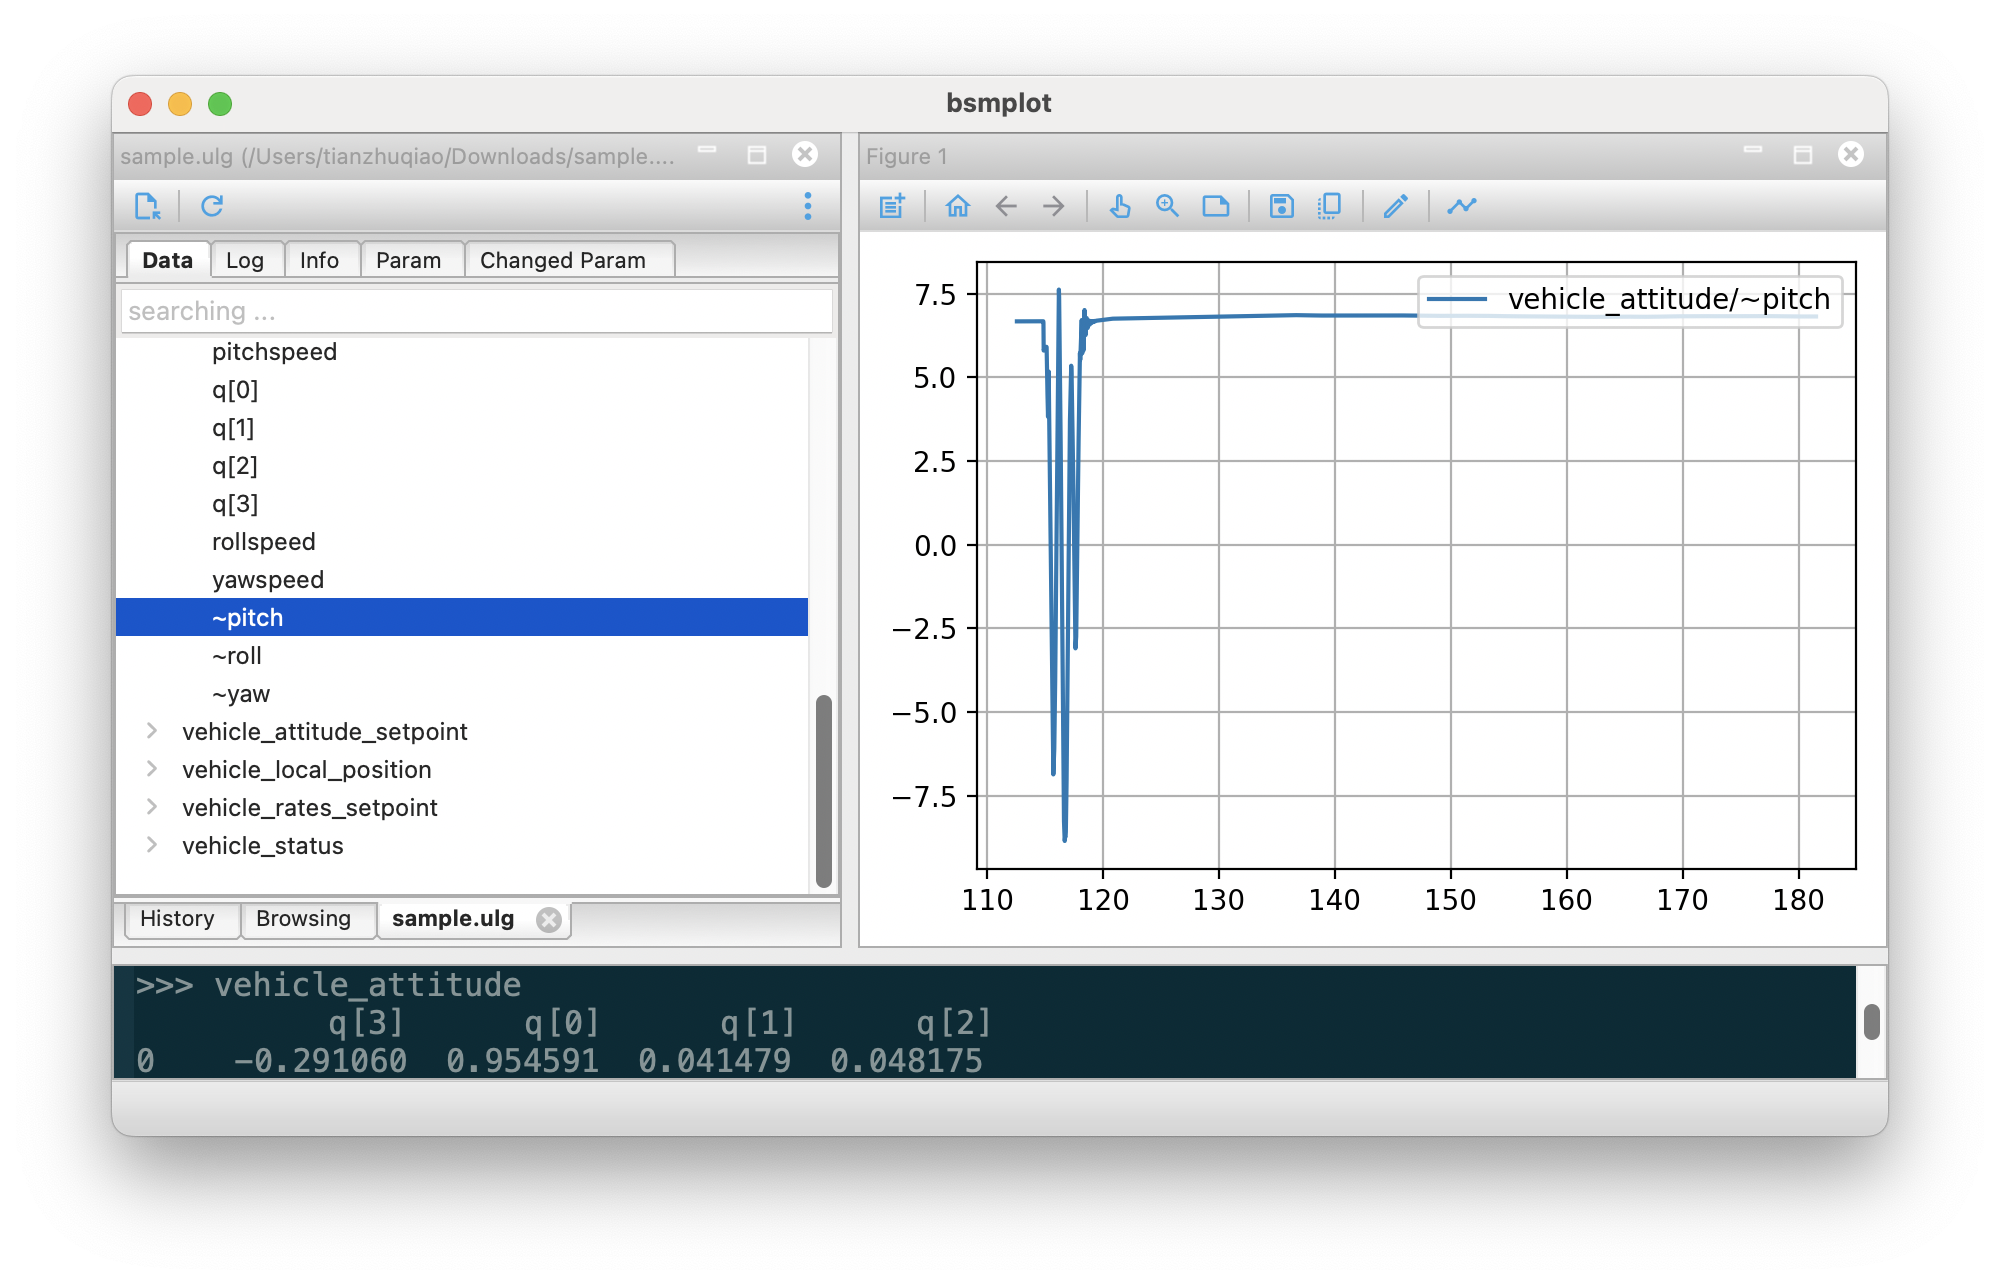 bsmplot
sample.ulg (/Users/tianzhuqiao/Downloads/sample....
Data Log Info Param Changed Param
searching ...
pitchspeed
q[0]
q[1]
q[2]
q[3]
rollspeed
yawspeed
~pitch
~roll
~yaw
vehicle_attitude_setpoint
vehicle_local_position
vehicle_rates_setpoint
vehicle_status
History Browsing sample.ulg
Figure 1
vehicle_attitude/~pitch
7.5
5.0
2.5
0.0
−2.5
−5.0
−7.5
110 120 130 140 150 160 170 180
>>> vehicle_attitude
q[3] q[0] q[1] q[2]
0 −0.291060 0.954591 0.041479 0.048175